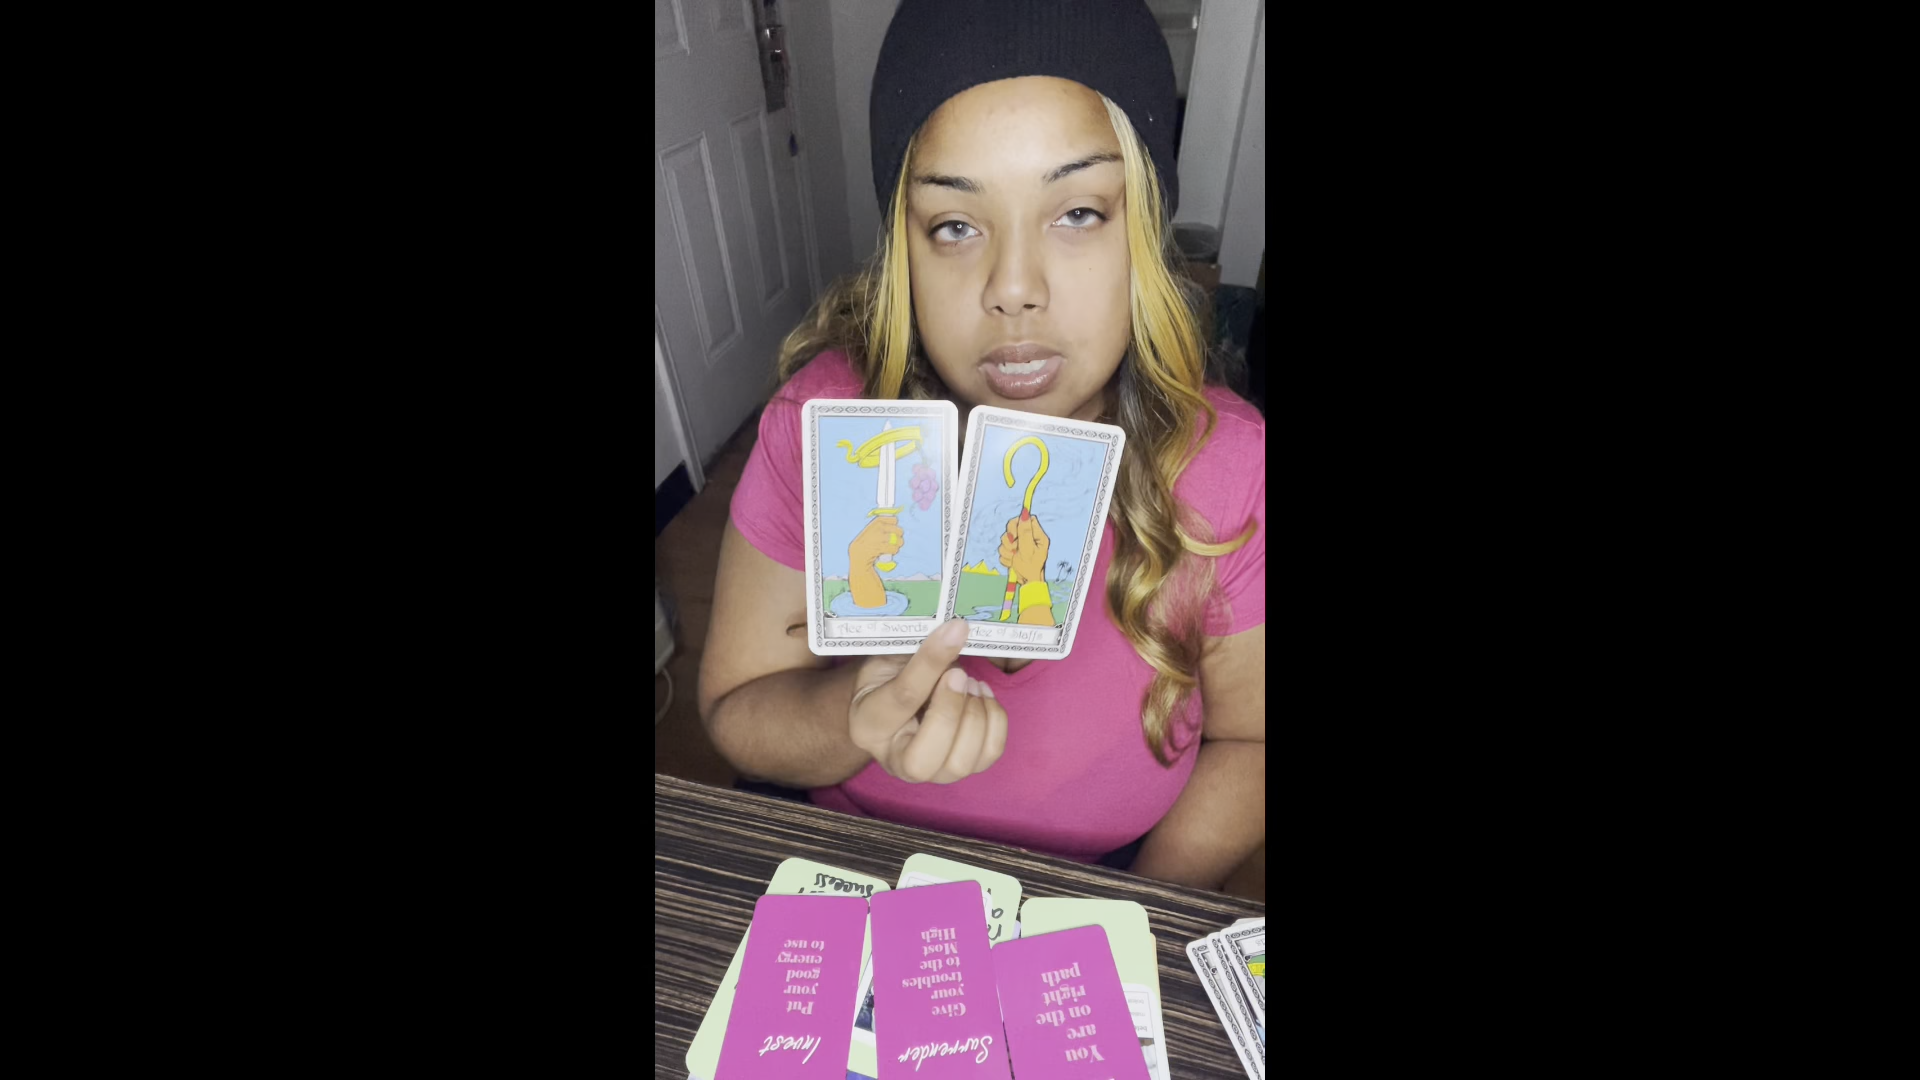 Ace of Swords
Ace of Staffs
success
Invest
Put
your
good
energy
to use
Surrender
Give
your
troubles
to the
Most
High
You
are
on the
right
path